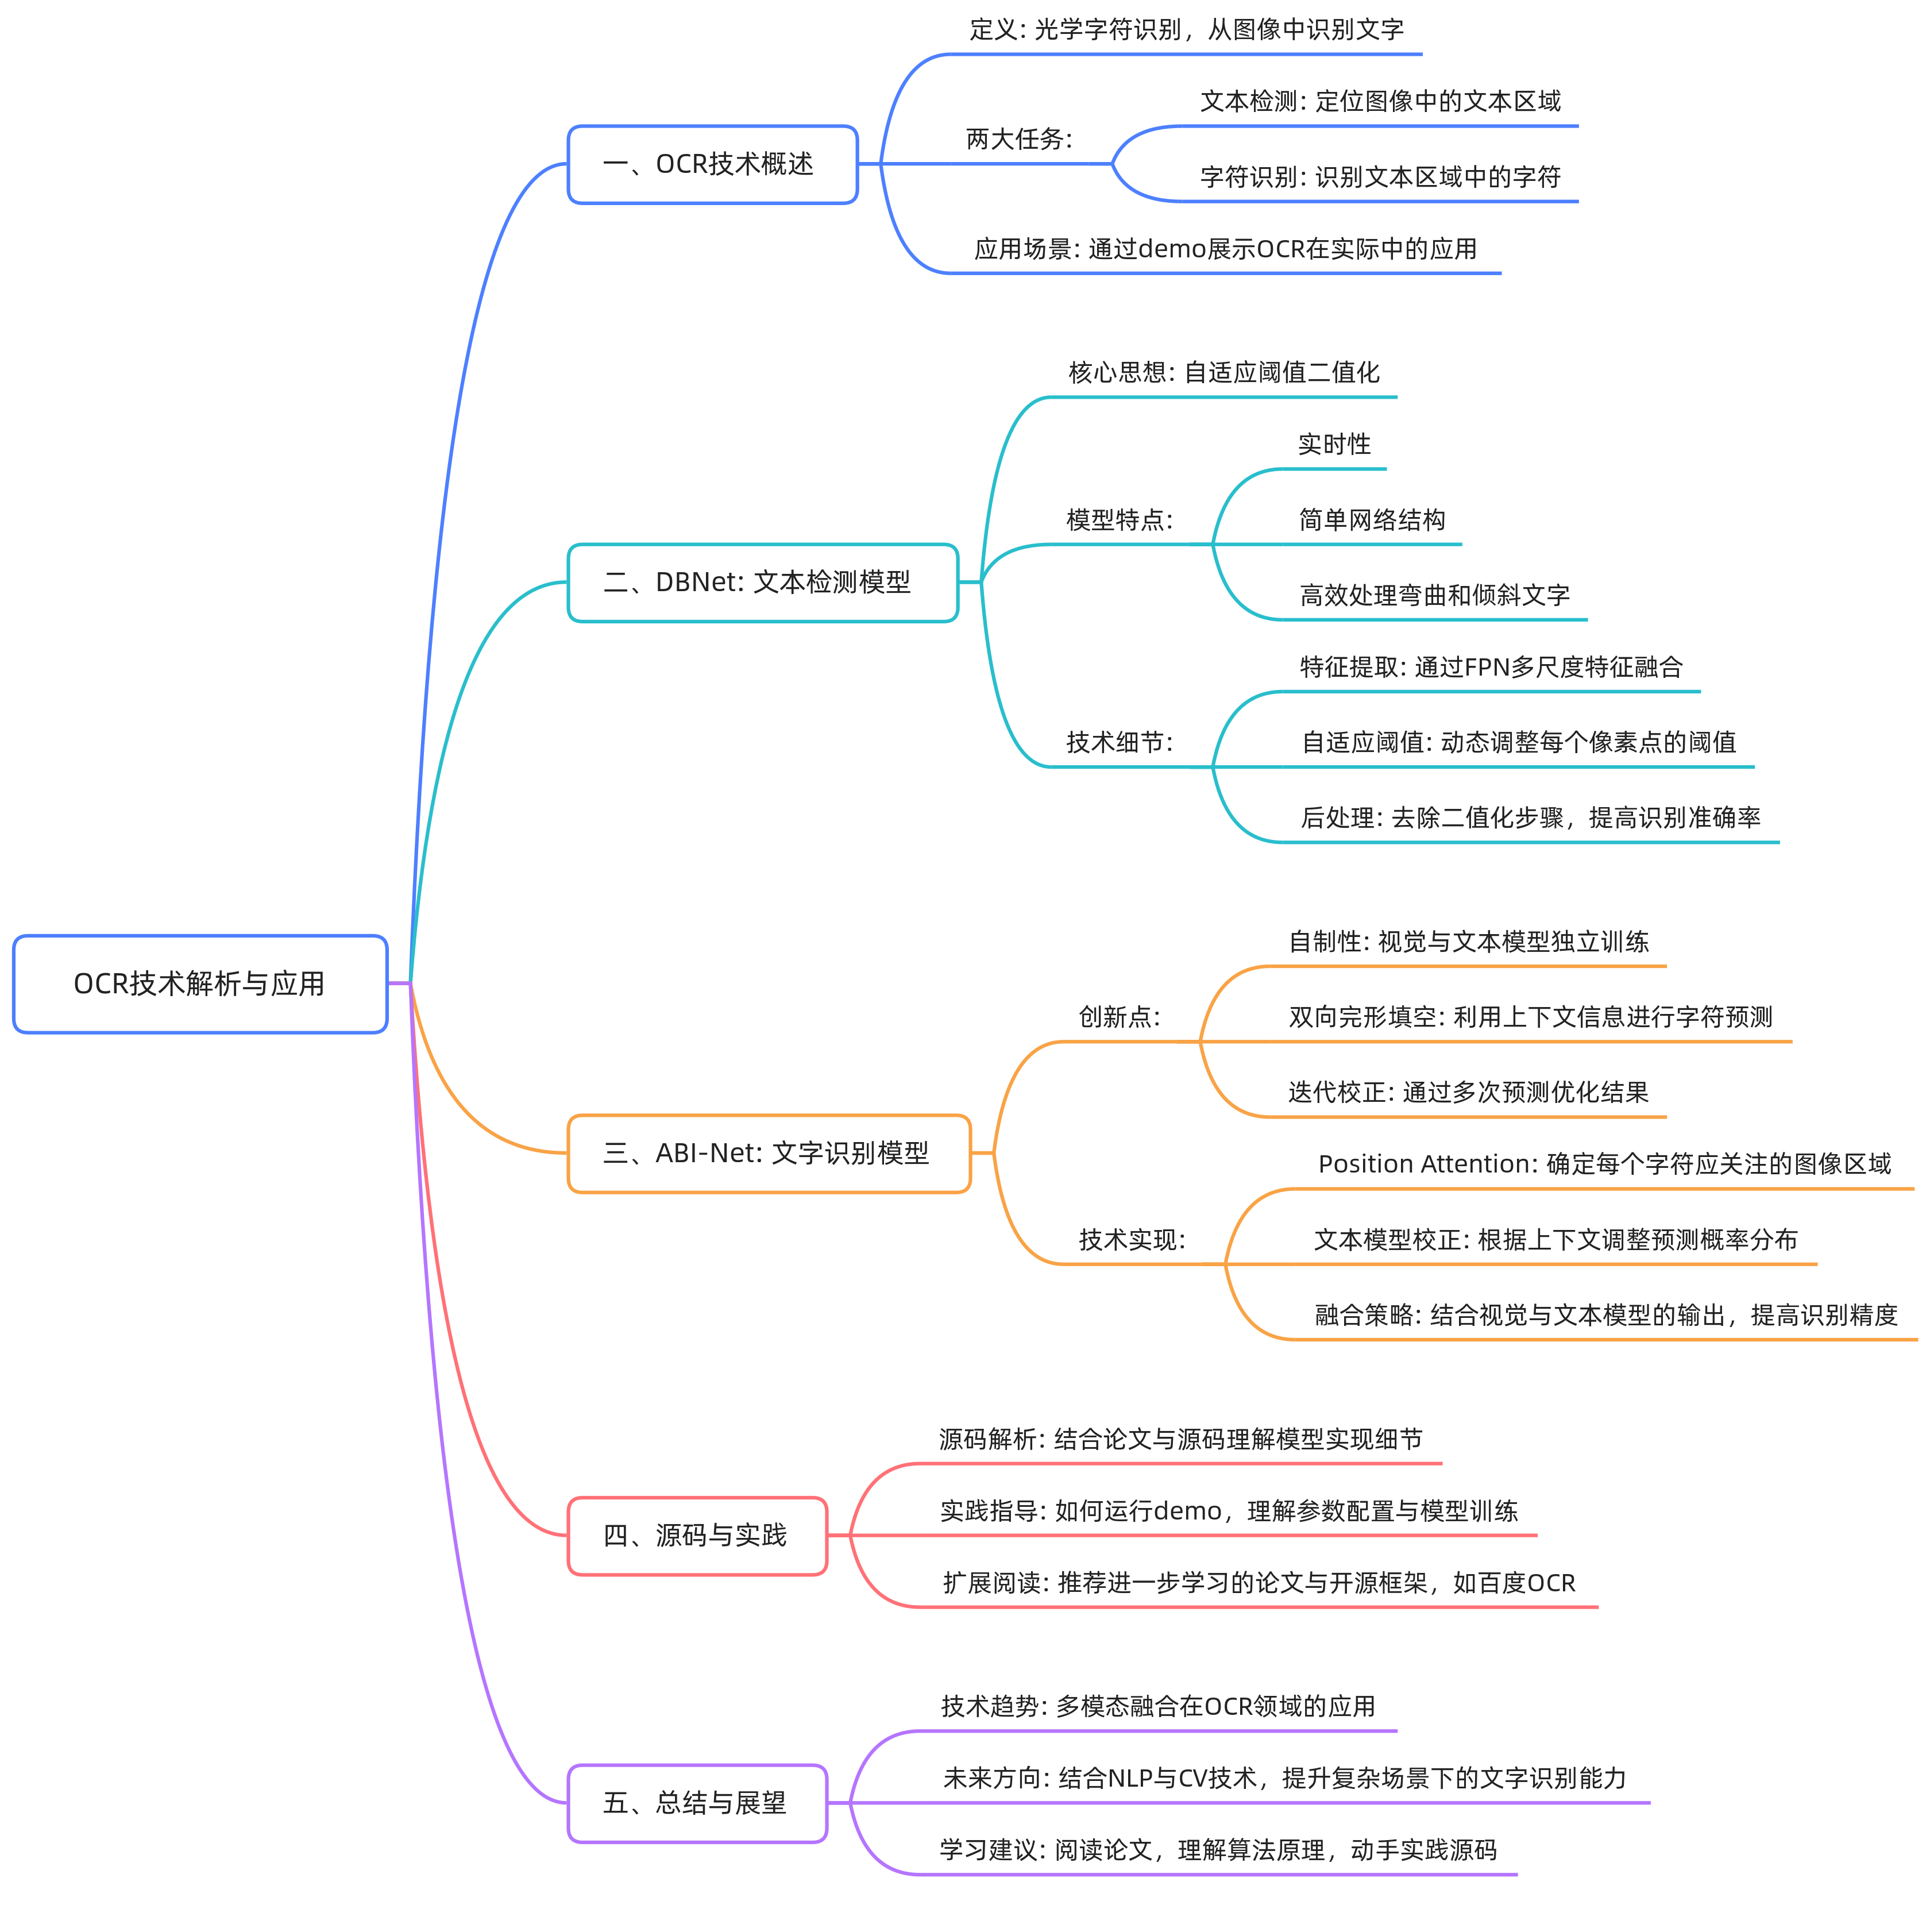 OCR技术解析与应用
一、OCR技术概述
定义：光学字符识别，从图像中识别文字
两大任务：
文本检测：定位图像中的文本区域
字符识别：识别文本区域中的字符
应用场景：通过demo展示OCR在实际中的应用
二、DBNet：文本检测模型
核心思想：自适应阈值二值化
模型特点：
实时性
简单网络结构
高效处理弯曲和倾斜文字
技术细节：
特征提取：通过FPN多尺度特征融合
自适应阈值：动态调整每个像素点的阈值
后处理：去除二值化步骤，提高识别准确率
三、ABI-Net：文字识别模型
创新点：
自制性：视觉与文本模型独立训练
双向完形填空：利用上下文信息进行字符预测
迭代校正：通过多次预测优化结果
技术实现：
Position Attention：确定每个字符应关注的图像区域
文本模型校正：根据上下文调整预测概率分布
融合策略：结合视觉与文本模型的输出，提高识别精度
四、源码与实践
源码解析：结合论文与源码理解模型实现细节
实践指导：如何运行demo，理解参数配置与模型训练
扩展阅读：推荐进一步学习的论文与开源框架，如百度OCR
五、总结与展望
技术趋势：多模态融合在OCR领域的应用
未来方向：结合NLP与CV技术，提升复杂场景下的文字识别能力
学习建议：阅读论文，理解算法原理，动手实践源码